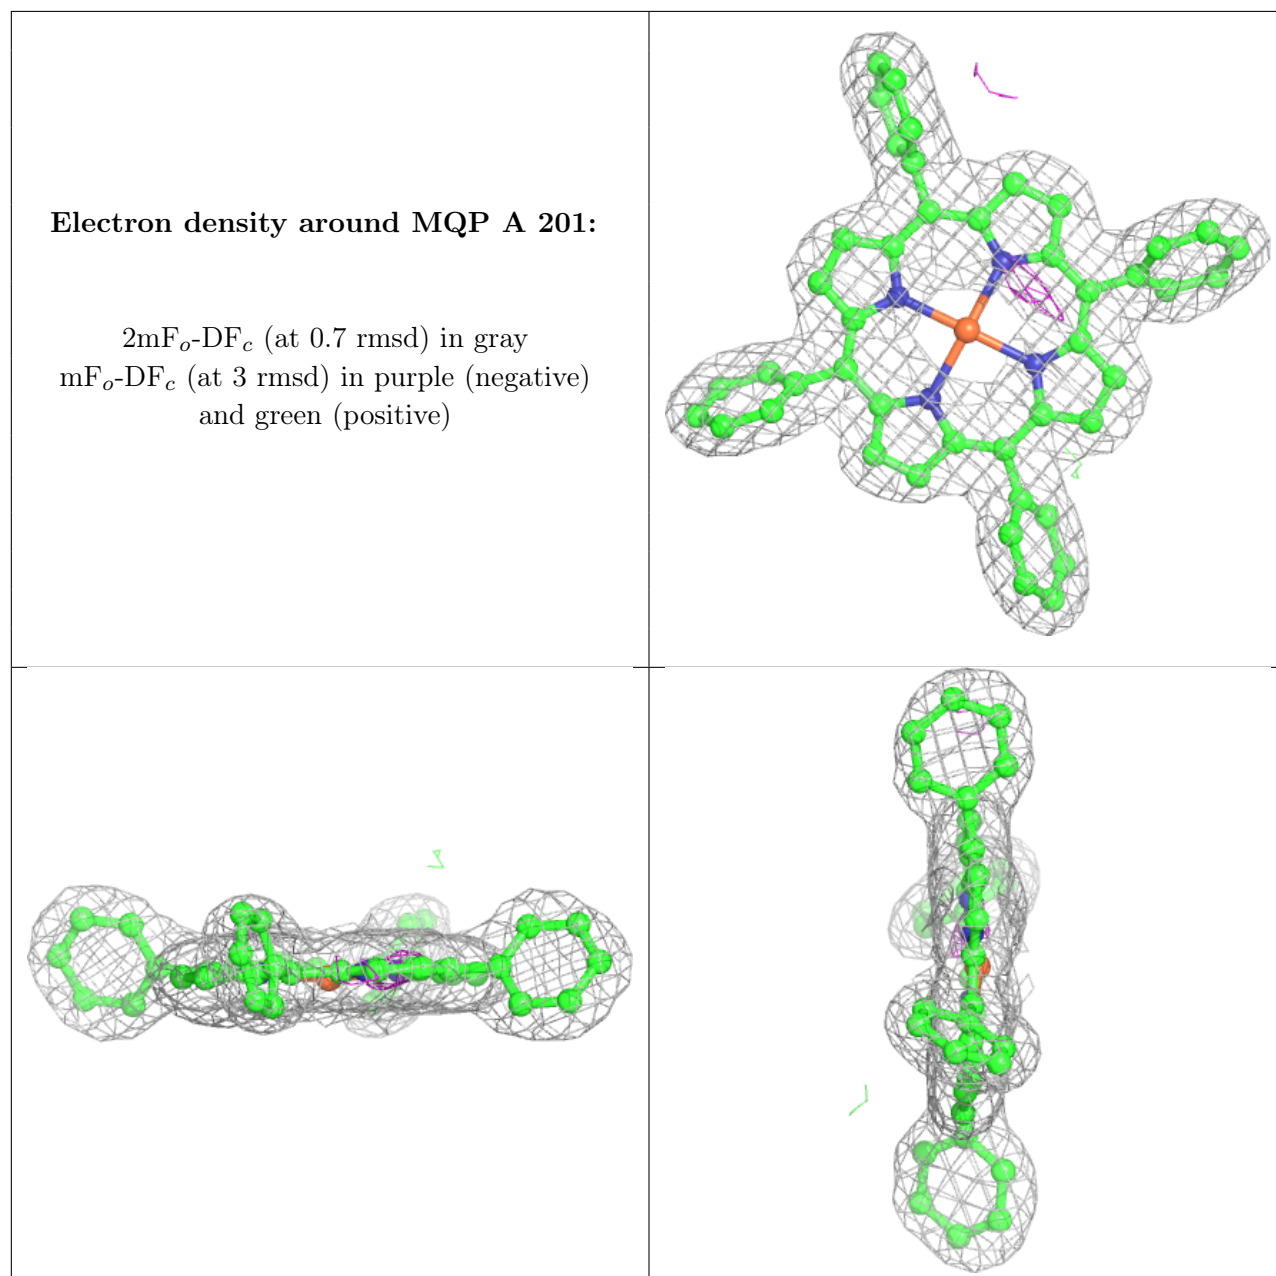 Electron density around MQP A 201:
2mFo-DFc (at 0.7 rmsd) in gray
mFo-DFc (at 3 rmsd) in purple (negative)
and green (positive)